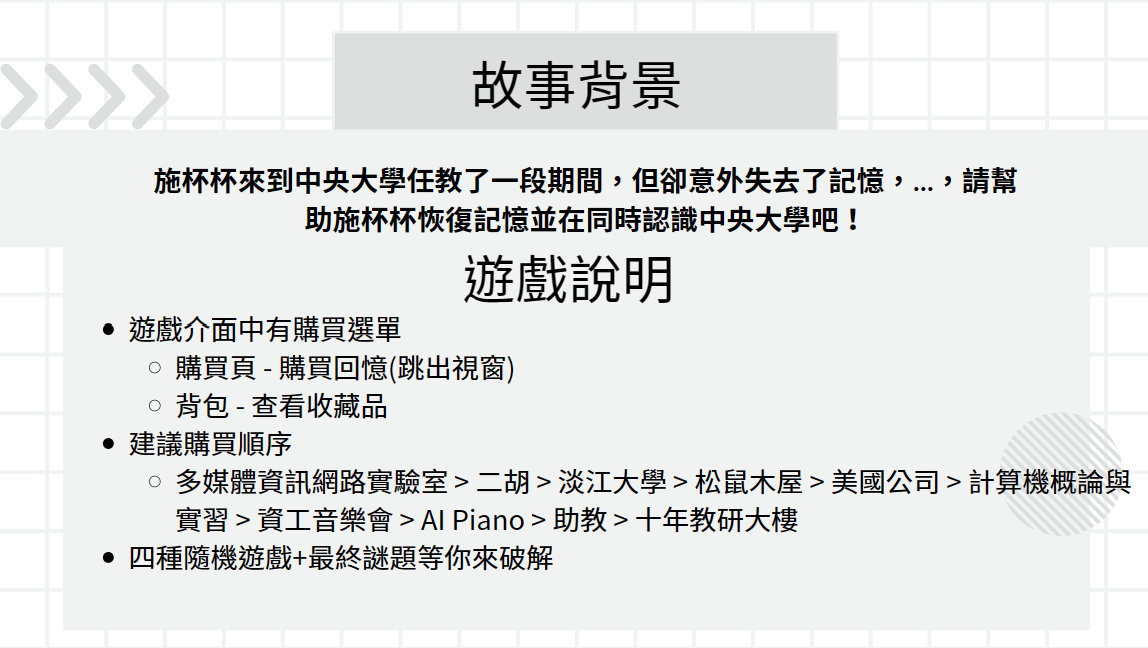 故事背景
施杯杯來到中央大學任教了一段期間，但卻意外失去了記憶，...，請幫
助施杯杯恢復記憶並在同時認識中央大學吧！
遊戲說明
遊戲介面中有購買選單
購買頁 - 購買回憶(跳出視窗)
背包 - 查看收藏品
建議購買順序
多媒體資訊網路實驗室 > 二胡 > 淡江大學 > 松鼠木屋 > 美國公司 > 計算機概論與
實習 > 資工音樂會 > AI Piano > 助教 > 十年教研大樓
四種隨機遊戲+最終謎題等你來破解